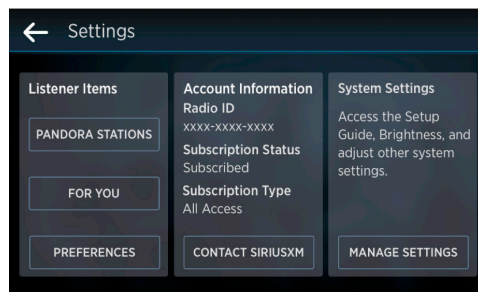 Settings
Listener Items
PANDORA STATIONS
FOR YOU
PREFERENCES
Account Information
Radio ID
xxxx-xxxx-xxxx
Subscription Status
Subscribed
Subscription Type
All Access
CONTACT SIRIUSXM
System Settings
Access the Setup
Guide, Brightness, and
adjust other system
settings.
MANAGE SETTINGS